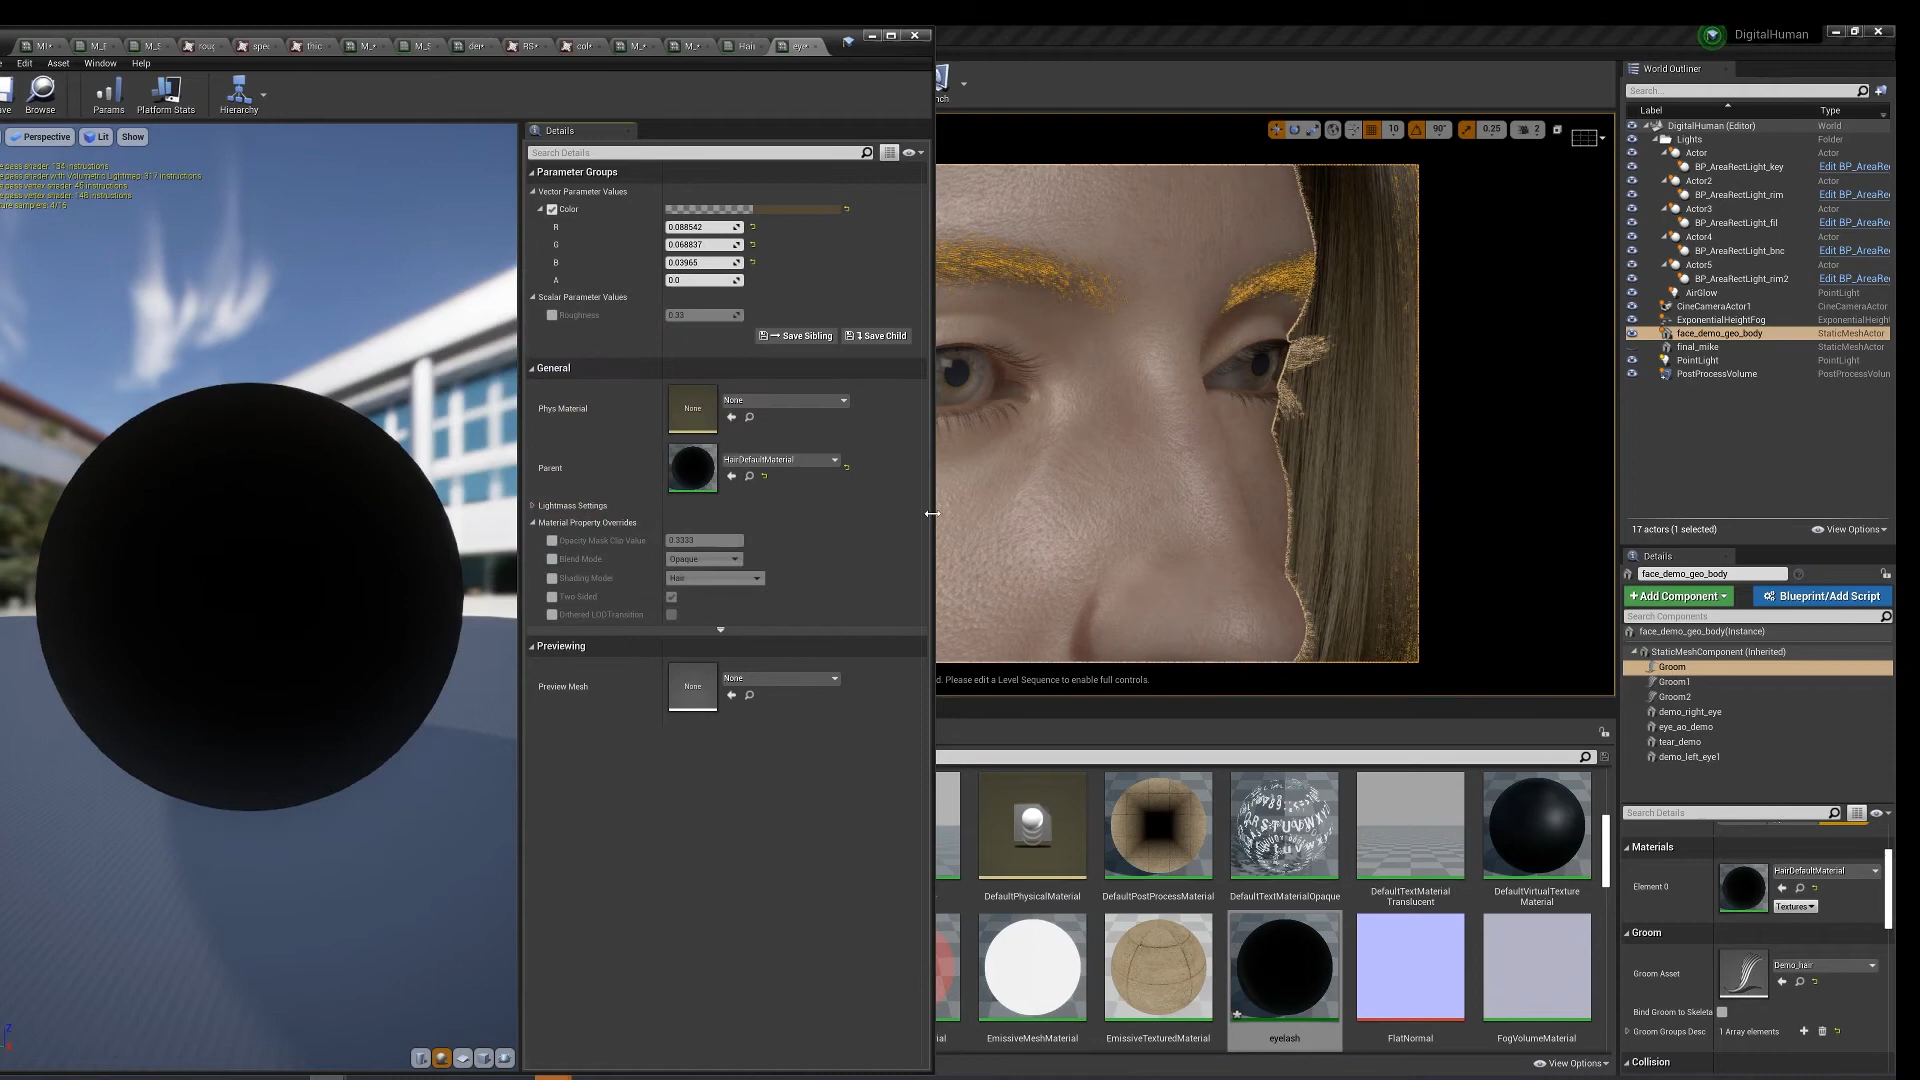 DigitalHuman
Edit Asset Window Help
Browse Params Platform Stats Hierarchy
Perspective Lit Show
Details
Search Details
Parameter Groups
Vector Parameter Values
Color
R 0.088542
G 0.068837
B 0.03965
A 0.0
Scalar Parameter Values
Roughness 0.33
Save Sibling Save Child
General
Phys Material None None
Parent HairDefaultMaterial
Lightmass Settings
Material Property Overrides
Opacity Mask Clip Value 0.3333
Blend Mode Opaque
Shading Model Hair
Two Sided
Dithered LODTransition
Previewing
Preview Mesh None None
10 90° 0.25 2
d. Please edit a Level Sequence to enable full controls.
DefaultPhysicalMaterial
DefaultPostProcessMaterial
DefaultTextMaterialOpaque
DefaultTextMaterial
Translucent
DefaultVirtualTexture
Material
EmissiveMeshMaterial
EmissiveTexturedMaterial
eyelash
FlatNormal
FogVolumeMaterial
View Options
World Outliner
Search...
Label Type
DigitalHuman (Editor) World
Lights Folder
Actor Actor
BP_AreaRectLight_key Edit BP_AreaRe
Actor2 Actor
BP_AreaRectLight_rim Edit BP_AreaRe
Actor3 Actor
BP_AreaRectLight_fil Edit BP_AreaRe
Actor4 Actor
BP_AreaRectLight_bnc Edit BP_AreaRe
Actor5 Actor
BP_AreaRectLight_rim2 Edit BP_AreaRe
AirGlow PointLight
CineCameraActor1 CineCameraActor
ExponentialHeightFog ExponentialHeight
face_demo_geo_body StaticMeshActor
final_mike StaticMeshActor
PointLight PointLight
PostProcessVolume PostProcessVolun
17 actors (1 selected) View Options
Details
face_demo_geo_body
+Add Component Blueprint/Add Script
Search Components
face_demo_geo_body(Instance)
StaticMeshComponent (Inherited)
Groom
Groom1
Groom2
demo_right_eye
eye_ao_demo
tear_demo
demo_left_eye1
Search Details
Materials
Element 0 HairDefaultMaterial
Textures
Groom
Groom Asset Demo_hair
Bind Groom to Skeleta
Groom Groups Desc 1 Array elements
Collision